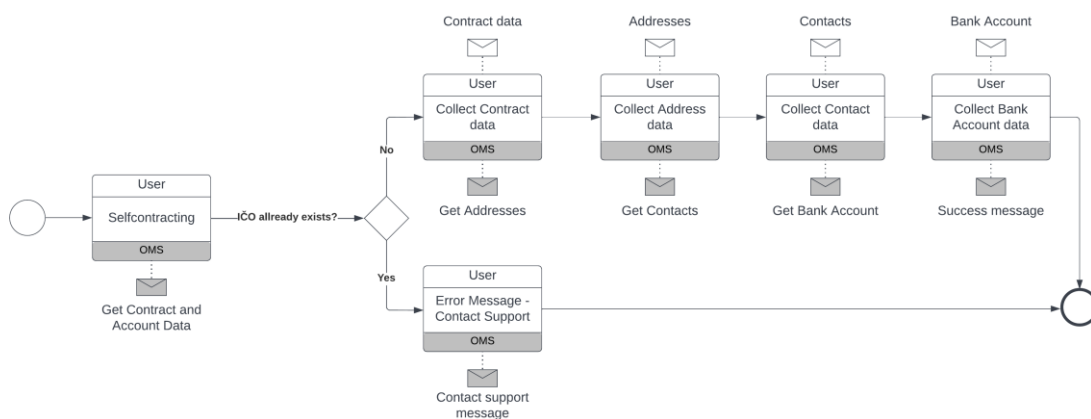 Contract data
Addresses
Contacts
Bank Account
User
User
User
User
Collect Contract
data
Collect Address
data
Collect Contact
data
Collect Bank
Account data
OMS
OMS
OMS
OMS
No
Get Addresses
Get Contacts
Get Bank Account
Success message
User
Selfcontracting
OMS
IČO allready exists?
Get Contract and
Account Data
Yes
User
Error Message -
Contact Support
OMS
Contact support
message